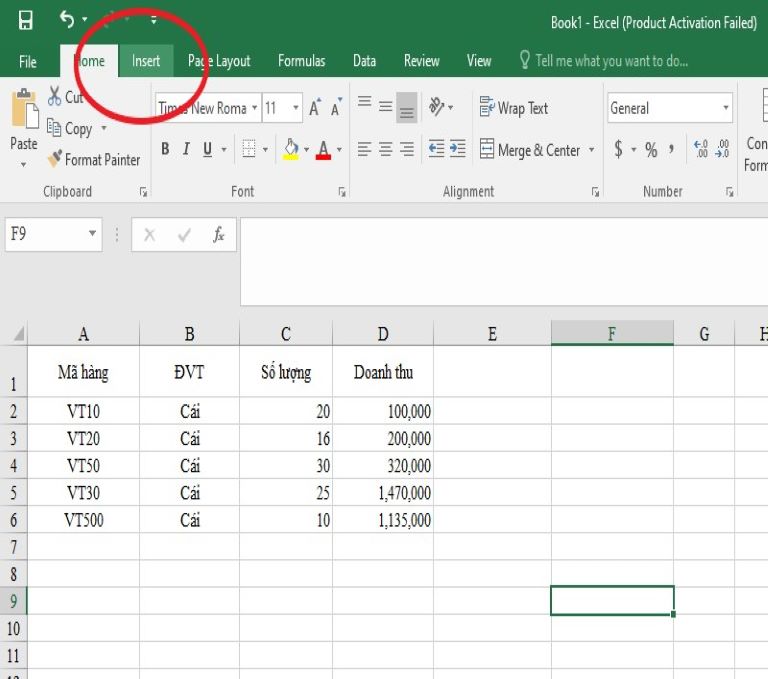 Book1 - Excel (Product Activation Failed)
File Home Insert Page Layout Formulas Data Review View Tell me what you want to do...
Cut Times New Roma 11 A A Wrap Text General
Paste Copy B I U A Merge & Center $ % , .00 .00
Format Painter
Clipboard Font Alignment Number
F9 fx
A B C D E F G H
1 Mã hàng ĐVT Số lượng Doanh thu
2 VT10 Cái 20 100,000
3 VT20 Cái 16 200,000
4 VT50 Cái 30 320,000
5 VT30 Cái 25 1,470,000
6 VT500 Cái 10 1,135,000
7
8
9
10
11